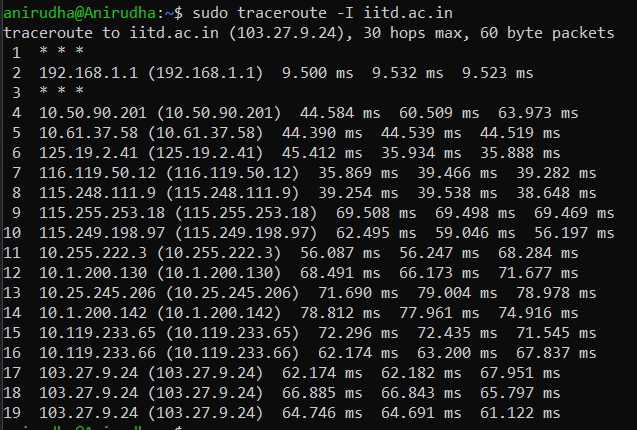 anirudha@Anirudha:~$ sudo traceroute -I iitd.ac.in
traceroute to iitd.ac.in (103.27.9.24), 30 hops max, 60 byte packets
1 * * *
2 192.168.1.1 (192.168.1.1) 9.500 ms 9.532 ms 9.523 ms
3 * * *
4 10.50.90.201 (10.50.90.201) 44.584 ms 60.509 ms 63.973 ms
5 10.61.37.58 (10.61.37.58) 44.390 ms 44.539 ms 44.519 ms
6 125.19.2.41 (125.19.2.41) 45.412 ms 35.934 ms 35.888 ms
7 116.119.50.12 (116.119.50.12) 35.869 ms 39.466 ms 39.282 ms
8 115.248.111.9 (115.248.111.9) 39.254 ms 39.538 ms 38.648 ms
9 115.255.253.18 (115.255.253.18) 69.508 ms 69.498 ms 69.469 ms
10 115.249.198.97 (115.249.198.97) 62.495 ms 59.046 ms 56.197 ms
11 10.255.222.3 (10.255.222.3) 56.087 ms 56.247 ms 68.284 ms
12 10.1.200.130 (10.1.200.130) 68.491 ms 66.173 ms 71.677 ms
13 10.25.245.206 (10.25.245.206) 71.690 ms 79.004 ms 78.978 ms
14 10.1.200.142 (10.1.200.142) 78.812 ms 77.961 ms 74.916 ms
15 10.119.233.65 (10.119.233.65) 72.296 ms 72.435 ms 71.545 ms
16 10.119.233.66 (10.119.233.66) 62.174 ms 63.200 ms 67.837 ms
17 103.27.9.24 (103.27.9.24) 62.174 ms 62.182 ms 67.951 ms
18 103.27.9.24 (103.27.9.24) 66.885 ms 66.843 ms 65.797 ms
19 103.27.9.24 (103.27.9.24) 64.746 ms 64.691 ms 61.122 ms